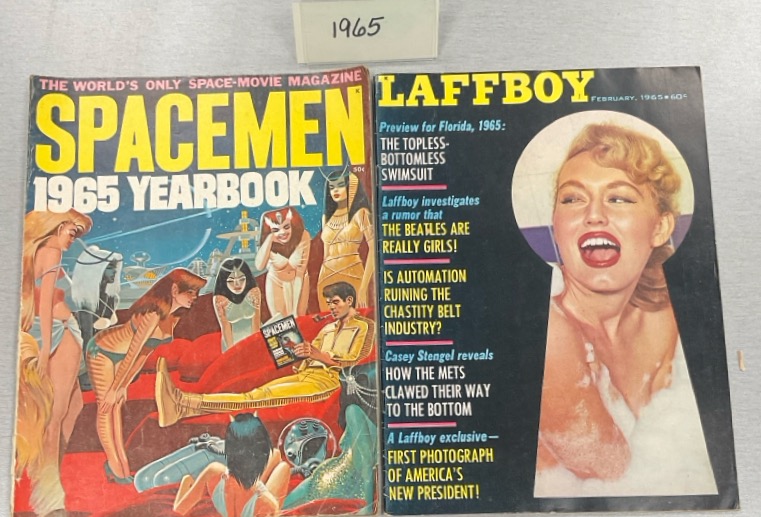 1965
THE WORLD'S ONLY SPACE-MOVIE MAGAZINE
SPACEMEN
K
50¢
1965 YEARBOOK
SPACEMEN
LAFFBOY
FEBRUARY, 1965 • 60¢
Preview for Florida, 1965:
THE TOPLESS-
BOTTOMLESS
SWIMSUIT
Laffboy investigates
a rumor that
THE BEATLES ARE
REALLY GIRLS!
IS AUTOMATION
RUINING THE
CHASTITY BELT
INDUSTRY?
Casey Stengel reveals
HOW THE METS
CLAWED THEIR WAY
TO THE BOTTOM
A Laffboy exclusive—
FIRST PHOTOGRAPH
OF AMERICA'S
NEW PRESIDENT!